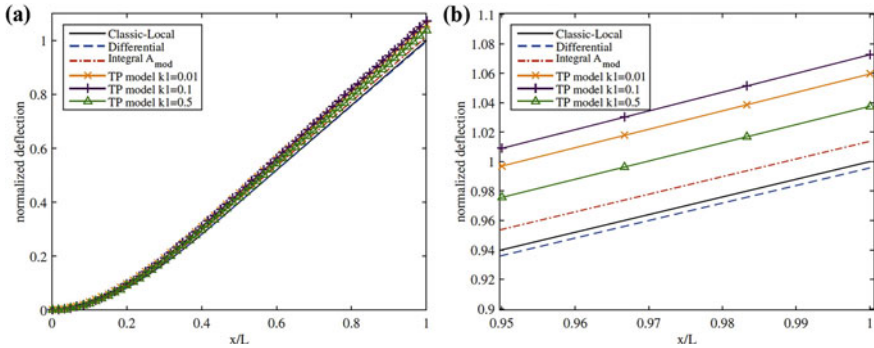 (a)
Classic-Local
Differential
Integral A_mod
TP model k1=0.01
TP model k1=0.1
TP model k1=0.5
normalized deflection
1
0.8
0.6
0.4
0.2
0
0 0.2 0.4 0.6 0.8 1
x/L
(b)
Classic-Local
Differential
Integral A_mod
TP model k1=0.01
TP model k1=0.1
TP model k1=0.5
normalized deflection
1.1
1.08
1.06
1.04
1.02
1
0.98
0.96
0.94
0.92
0.9
0.95 0.96 0.97 0.98 0.99 1
x/L